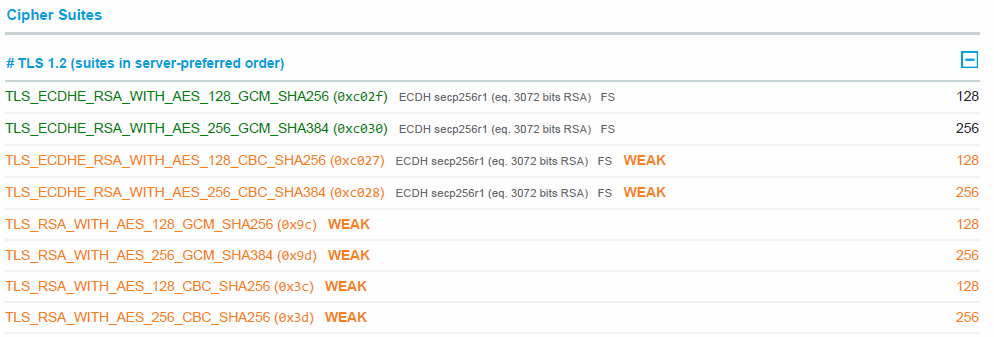 Cipher Suites
# TLS 1.2 (suites in server-preferred order)
TLS_ECDHE_RSA_WITH_AES_128_GCM_SHA256 (0xc02f) ECDH secp256r1 (eq. 3072 bits RSA) FS 128
TLS_ECDHE_RSA_WITH_AES_256_GCM_SHA384 (0xc030) ECDH secp256r1 (eq. 3072 bits RSA) FS 256
TLS_ECDHE_RSA_WITH_AES_128_CBC_SHA256 (0xc027) ECDH secp256r1 (eq. 3072 bits RSA) FS WEAK 128
TLS_ECDHE_RSA_WITH_AES_256_CBC_SHA384 (0xc028) ECDH secp256r1 (eq. 3072 bits RSA) FS WEAK 256
TLS_RSA_WITH_AES_128_GCM_SHA256 (0x9c) WEAK 128
TLS_RSA_WITH_AES_256_GCM_SHA384 (0x9d) WEAK 256
TLS_RSA_WITH_AES_128_CBC_SHA256 (0x3c) WEAK 128
TLS_RSA_WITH_AES_256_CBC_SHA256 (0x3d) WEAK 256